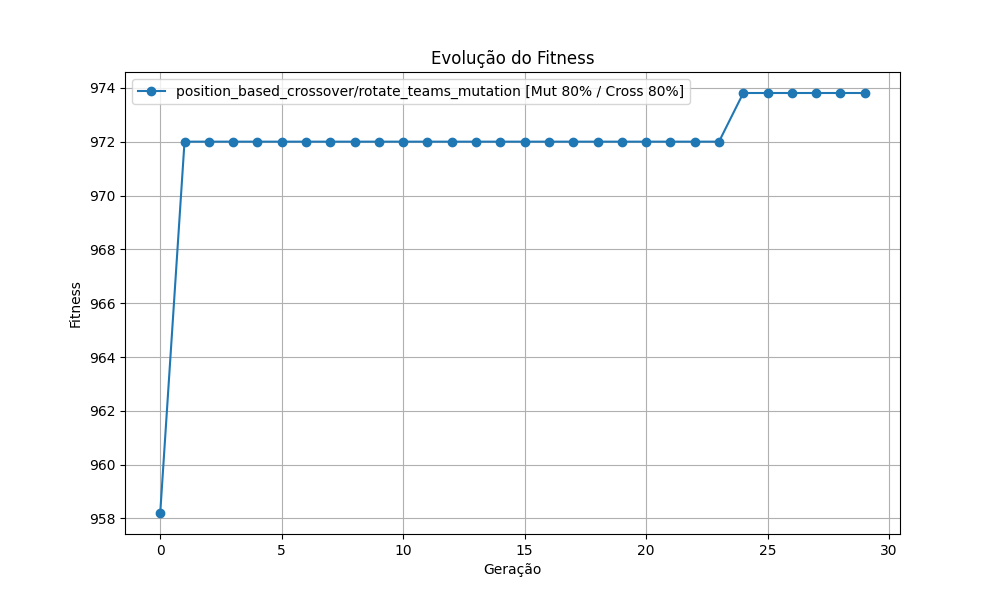 Evolução do Fitness
position_based_crossover/rotate_teams_mutation [Mut 80% / Cross 80%]
974
972
970
968
966
964
962
960
958
Fitness
0 5 10 15 20 25 30
Geração